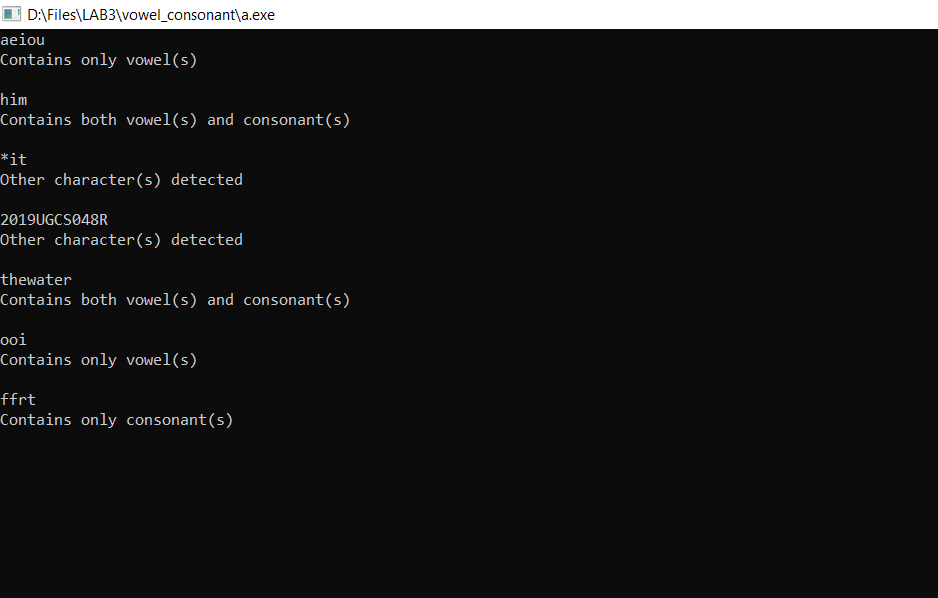 D:\Files\LAB3\vowel_consonant\a.exe
aeiou
Contains only vowel(s)
him
Contains both vowel(s) and consonant(s)
*it
Other character(s) detected
2019UGCS048R
Other character(s) detected
thewater
Contains both vowel(s) and consonant(s)
ooi
Contains only vowel(s)
ffrt
Contains only consonant(s)